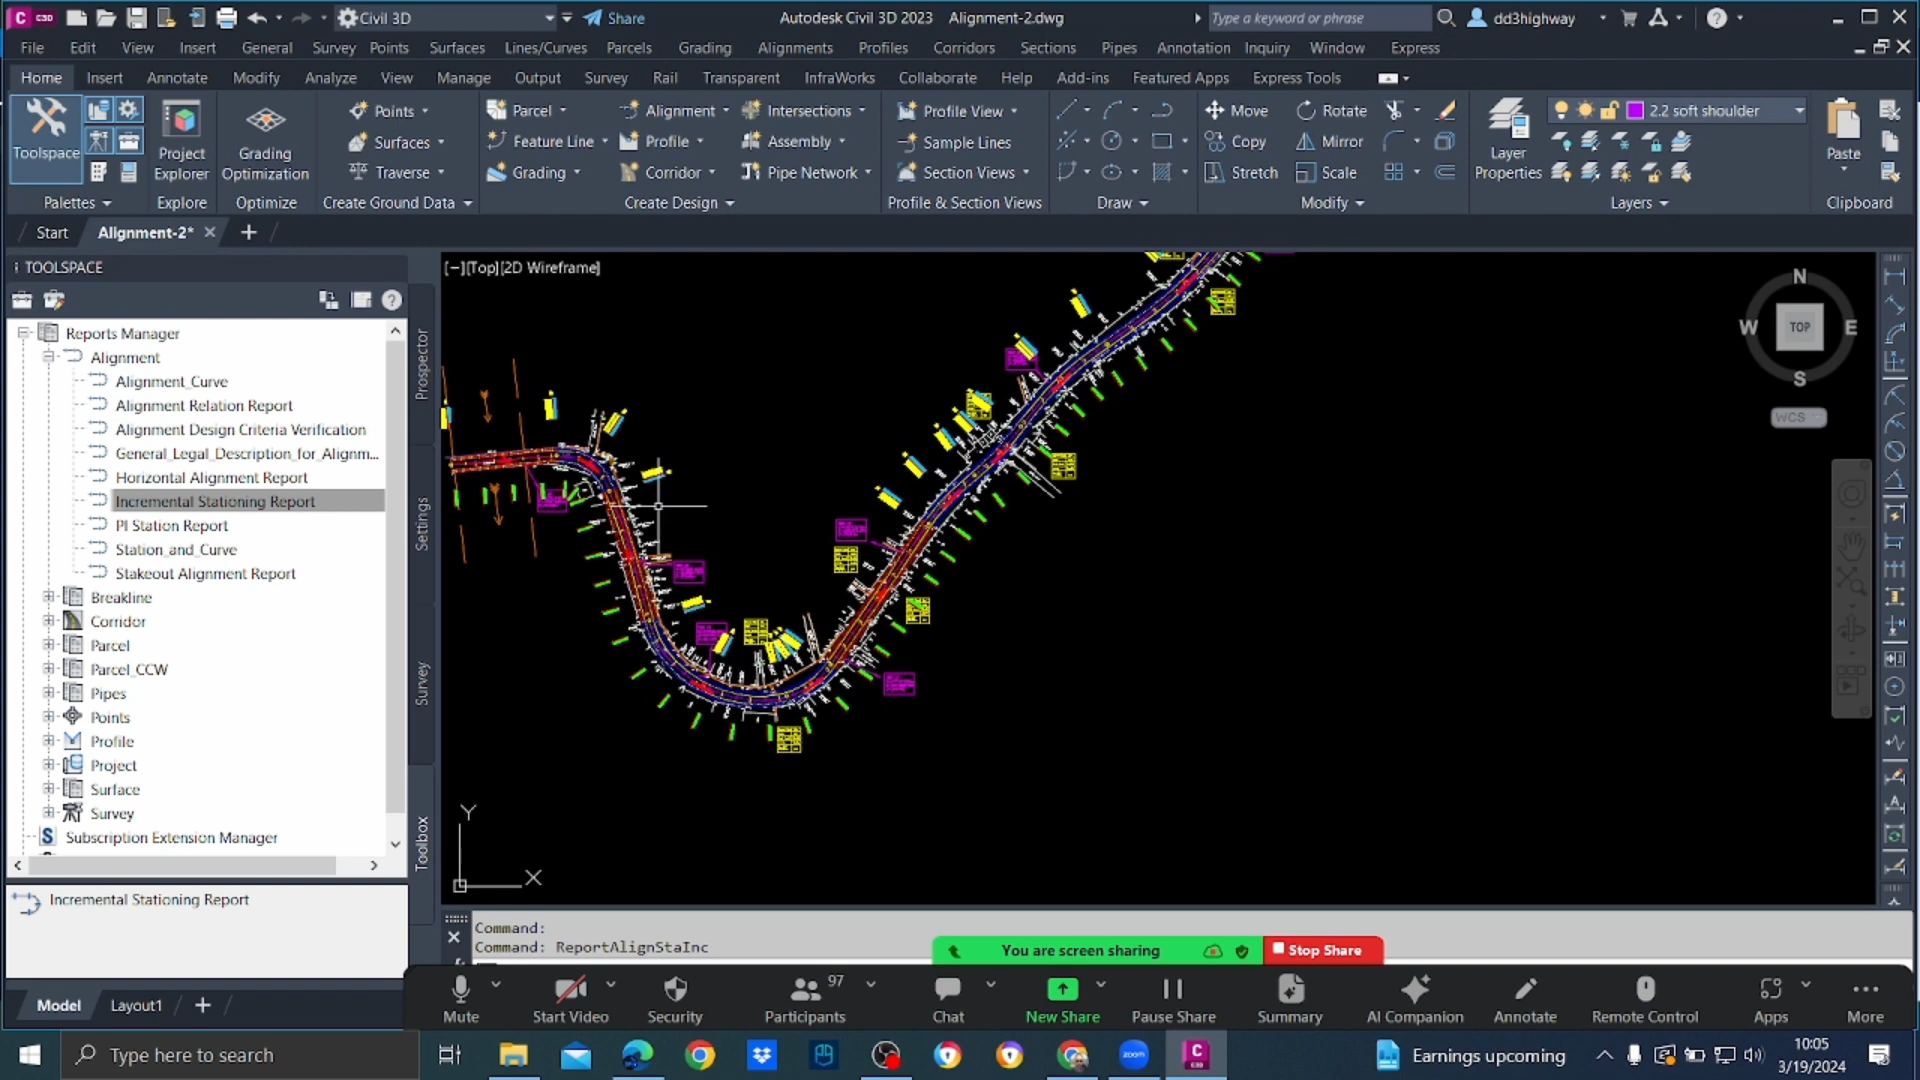 C3D
Civil 3D
Share
Autodesk Civil 3D 2023 Alignment-2.dwg
Type a keyword or phrase
dd3highway
File Edit View Insert General Survey Points Surfaces Lines/Curves Parcels Grading Alignments Profiles Corridors Sections Pipes Annotation Inquiry Window Express
Home Insert Annotate Modify Analyze View Manage Output Survey Rail Transparent InfraWorks Collaborate Help Add-ins Featured Apps Express Tools
Points Parcel Alignment Intersections Profile View Move Rotate 2.2 soft shoulder
Toolspace Project Explorer Grading Optimization Surfaces Feature Line Profile Assembly Sample Lines Copy Mirror Layer Properties Paste
Traverse Grading Corridor Pipe Network Section Views Stretch Scale
Palettes Explore Optimize Create Ground Data Create Design Profile & Section Views Draw Modify Layers Clipboard
Start Alignment-2*
TOOLSPACE
[−][Top][2D Wireframe]
N
W TOP E
S
WCS
Reports Manager
Alignment
Alignment_Curve
Alignment Relation Report
Alignment Design Criteria Verification
General_Legal_Description_for_Alignm...
Horizontal Alignment Report
Incremental Stationing Report
PI Station Report
Station_and_Curve
Stakeout Alignment Report
Breakline
Corridor
Parcel
Parcel_CCW
Pipes
Points
Profile
Project
Surface
Survey
Subscription Extension Manager
Prospector
Settings
Survey
Toolbox
Y
X
Incremental Stationing Report
Command:
Command: ReportAlignStaInc
You are screen sharing Stop Share
Model Layout1
97
Mute Start Video Security Participants Chat New Share Pause Share Summary AI Companion Annotate Remote Control Apps More
Type here to search
zoom
C3D
Earnings upcoming
10:05
3/19/2024